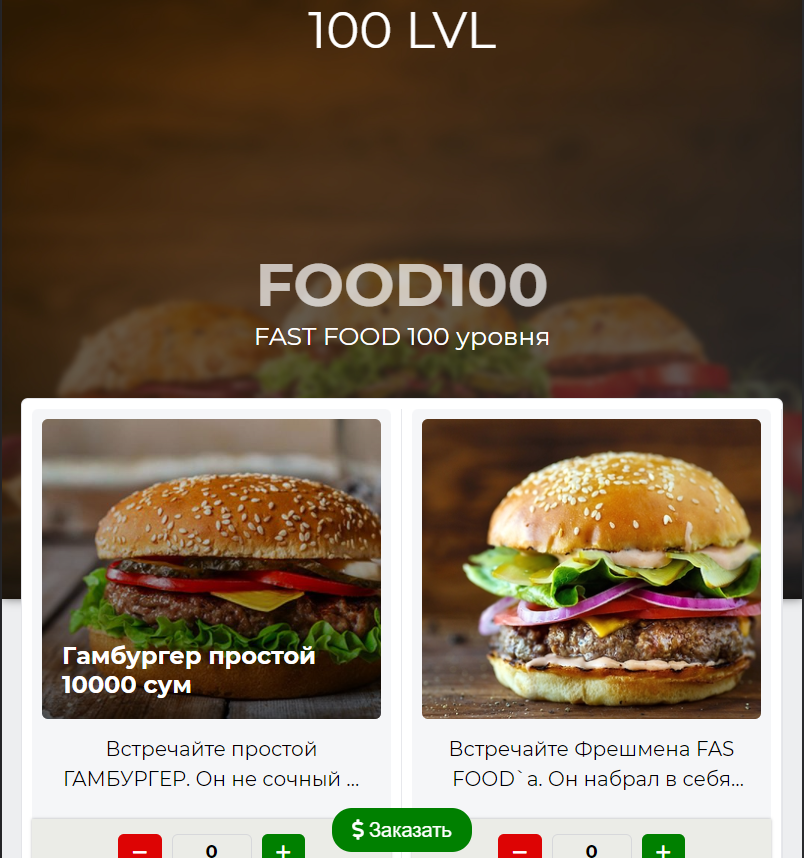 100 LVL
FOOD100
FAST FOOD 100 уровня
Гамбургер простой
10000 сум
Встречайте простой
ГАМБУРГЕР. Он не сочный ...
Встречайте Фрешмена FAS
FOOD`a. Он набрал в себя...
$ Заказать
− 0 +
− 0 +